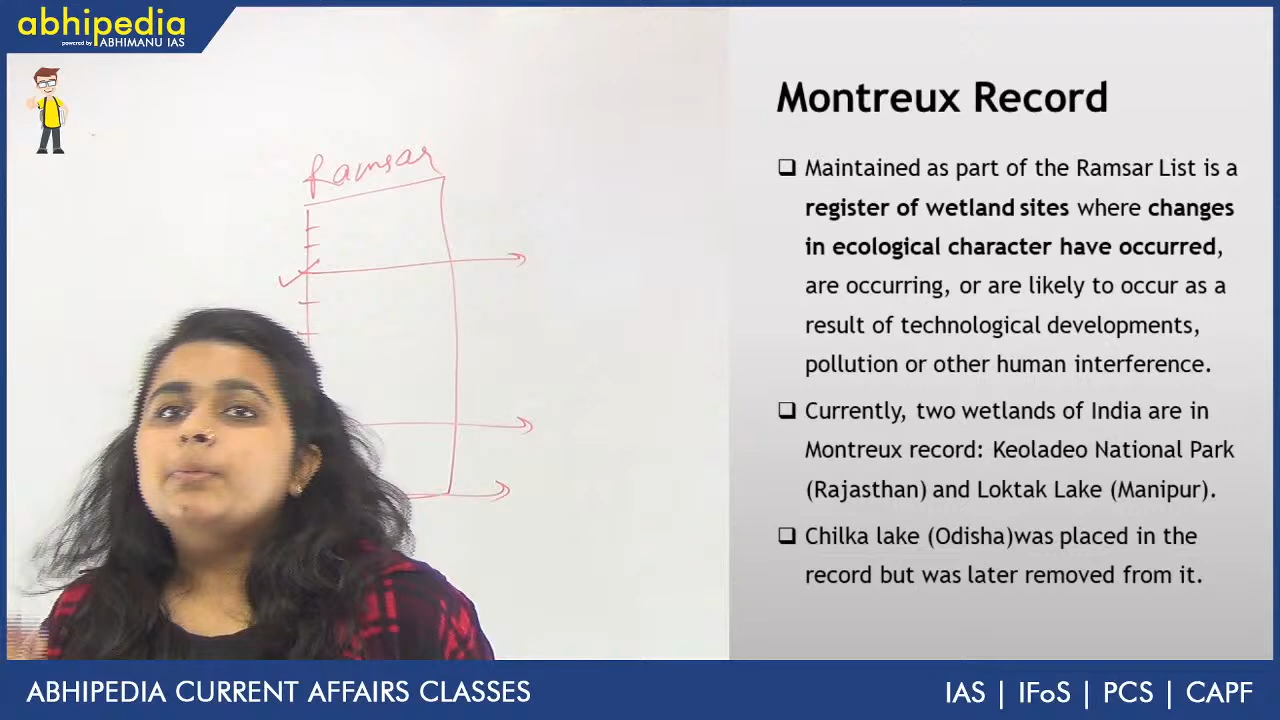 abhipedia
powered by ABHIMANU IAS
Ramsar
Montreux Record
Maintained as part of the Ramsar List is a
register of wetland sites where changes
in ecological character have occurred,
are occurring, or are likely to occur as a
result of technological developments,
pollution or other human interference.
Currently, two wetlands of India are in
Montreux record: Keoladeo National Park
(Rajasthan) and Loktak Lake (Manipur).
Chilka lake (Odisha)was placed in the
record but was later removed from it.
ABHIPEDIA CURRENT AFFAIRS CLASSES
IAS | IFoS | PCS | CAPF